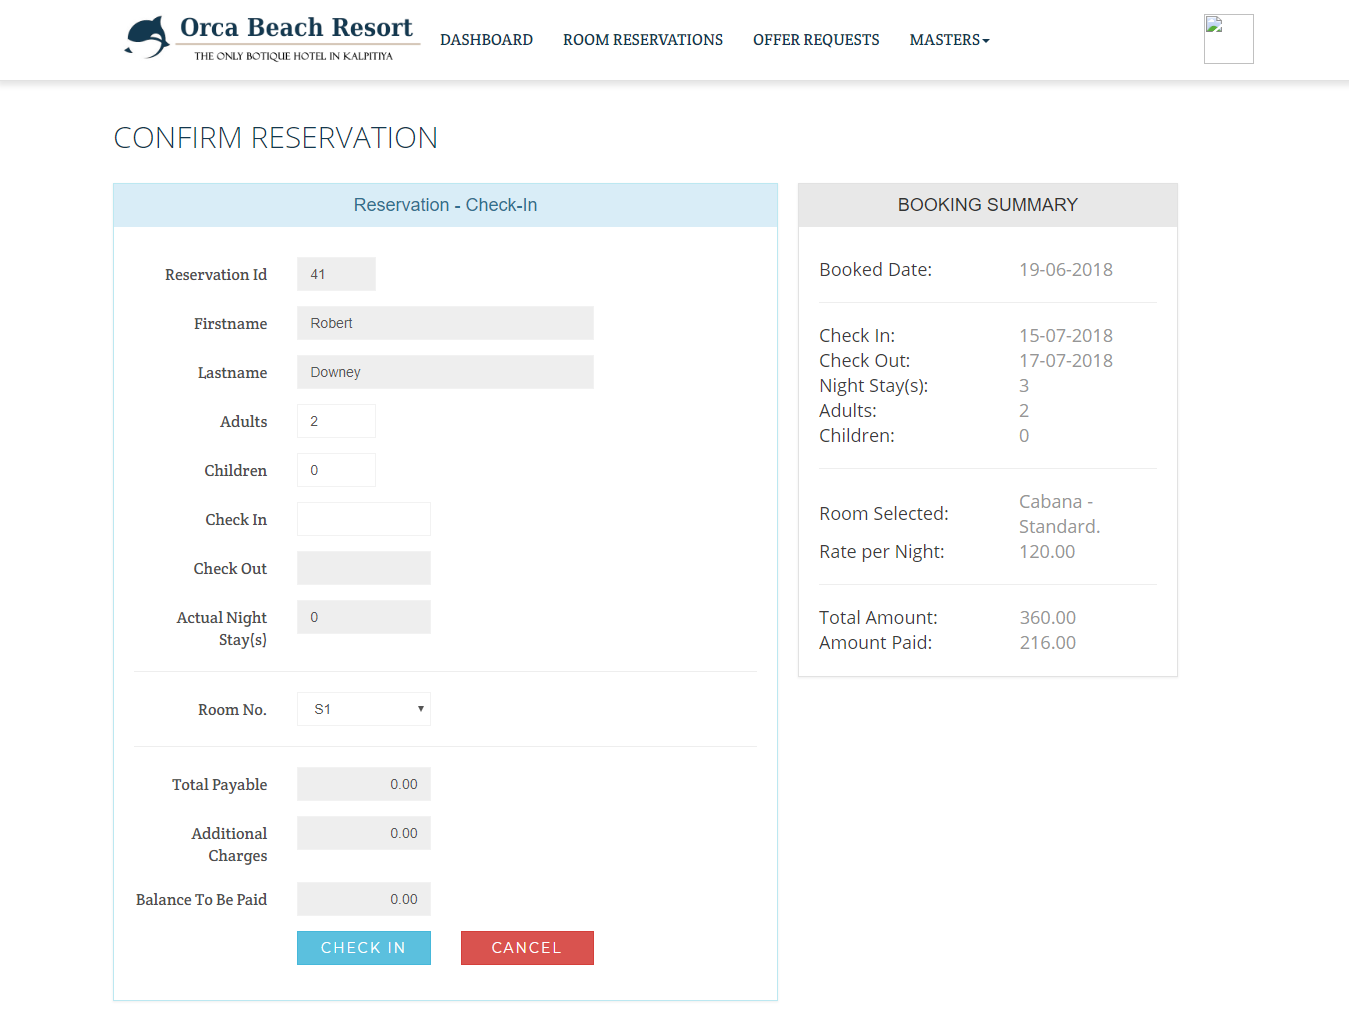 Orca Beach Resort
THE ONLY BOTIQUE HOTEL IN KALPITIYA
DASHBOARD
ROOM RESERVATIONS
OFFER REQUESTS
MASTERS
CONFIRM RESERVATION
Reservation - Check-In
Reservation Id
41
Firstname
Robert
Lastname
Downey
Adults
2
Children
0
Check In
Check Out
Actual Night
Stay(s)
0
Room No.
S1
Total Payable
0.00
Additional
Charges
0.00
Balance To Be Paid
0.00
CHECK IN
CANCEL
BOOKING SUMMARY
Booked Date:
19-06-2018
Check In:
15-07-2018
Check Out:
17-07-2018
Night Stay(s):
3
Adults:
2
Children:
0
Room Selected:
Cabana -
Standard.
Rate per Night:
120.00
Total Amount:
360.00
Amount Paid:
216.00